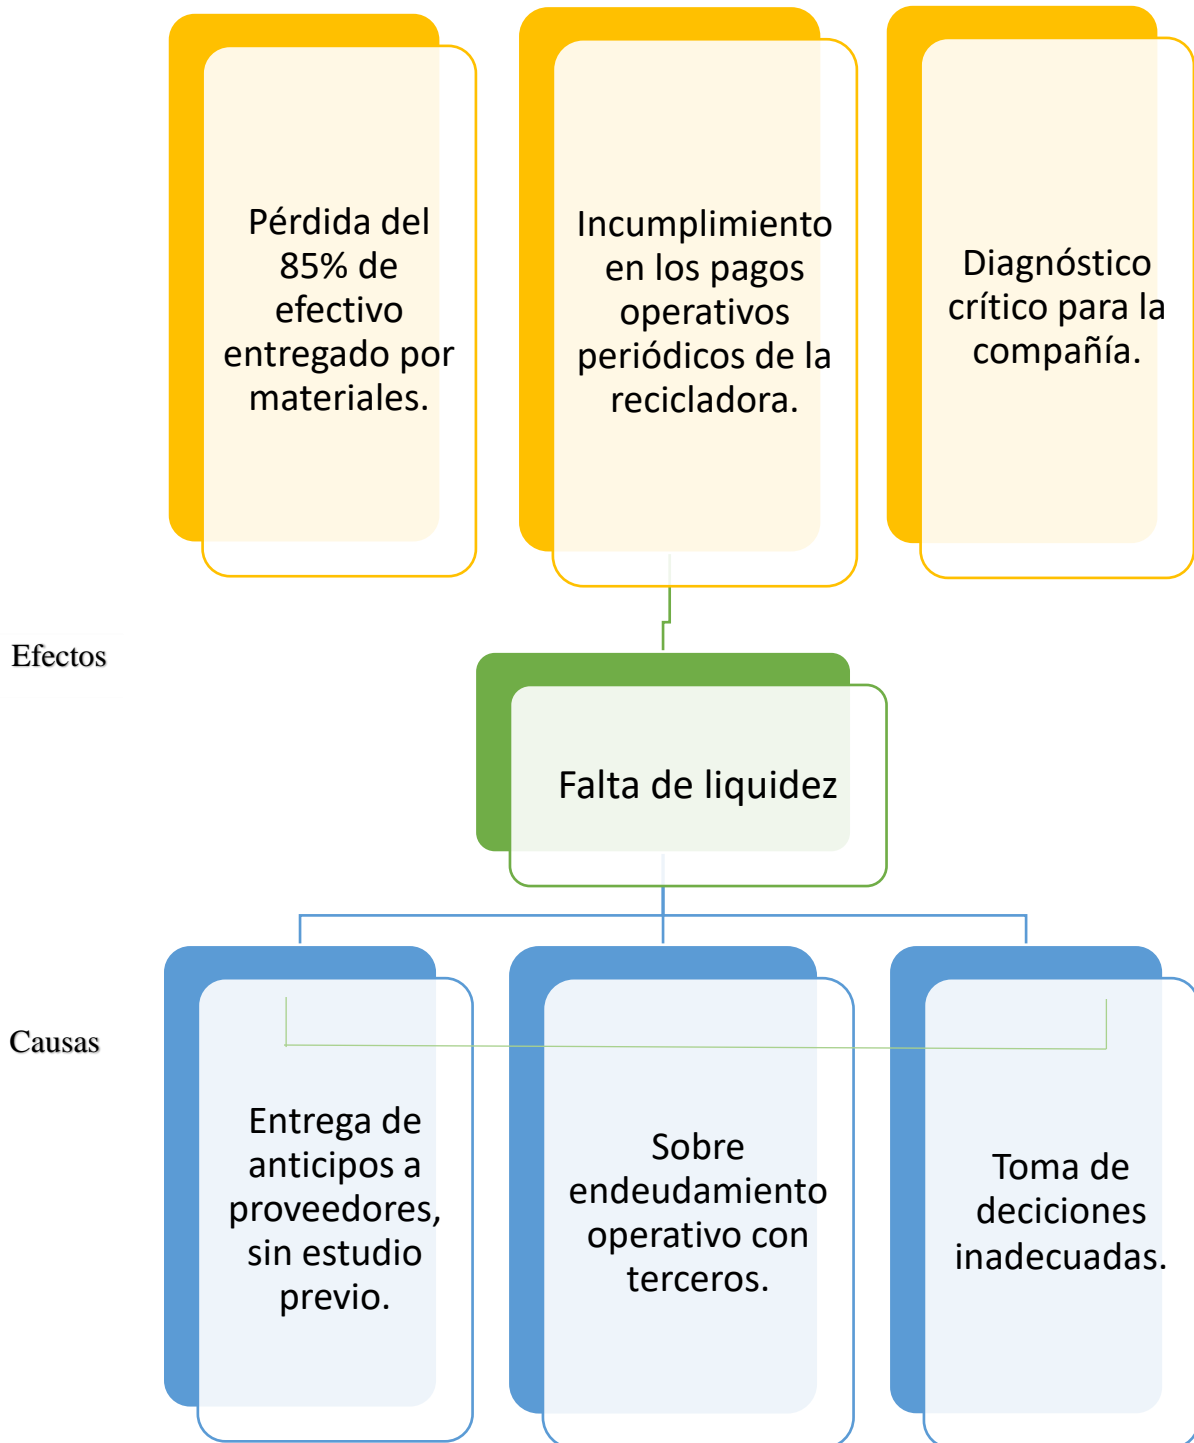 Pérdida del
85% de
efectivo
entregado por
materiales.
Incumplimiento
en los pagos
operativos
periódicos de la
recicladora.
Diagnóstico
crítico para la
compañía.
Efectos
Falta de liquidez
Causas
Entrega de
anticipos a
proveedores,
sin estudio
previo.
Sobre
endeudamiento
operativo con
terceros.
Toma de
deciciones
inadecuadas.